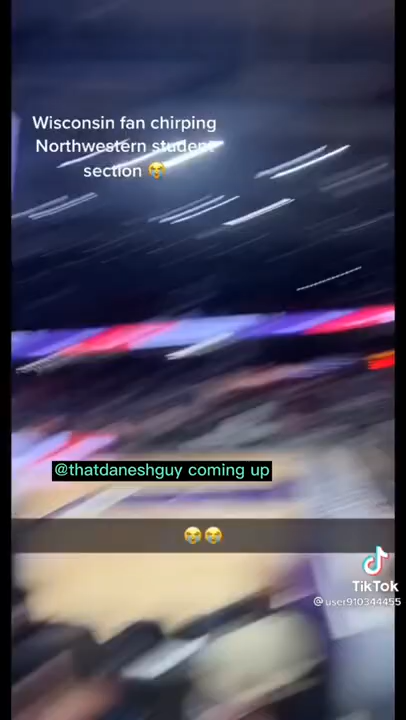 Wisconsin fan chirping
Northwestern student
section 😭
@thatdaneshguy coming up
😭😭
TikTok
@user910344455